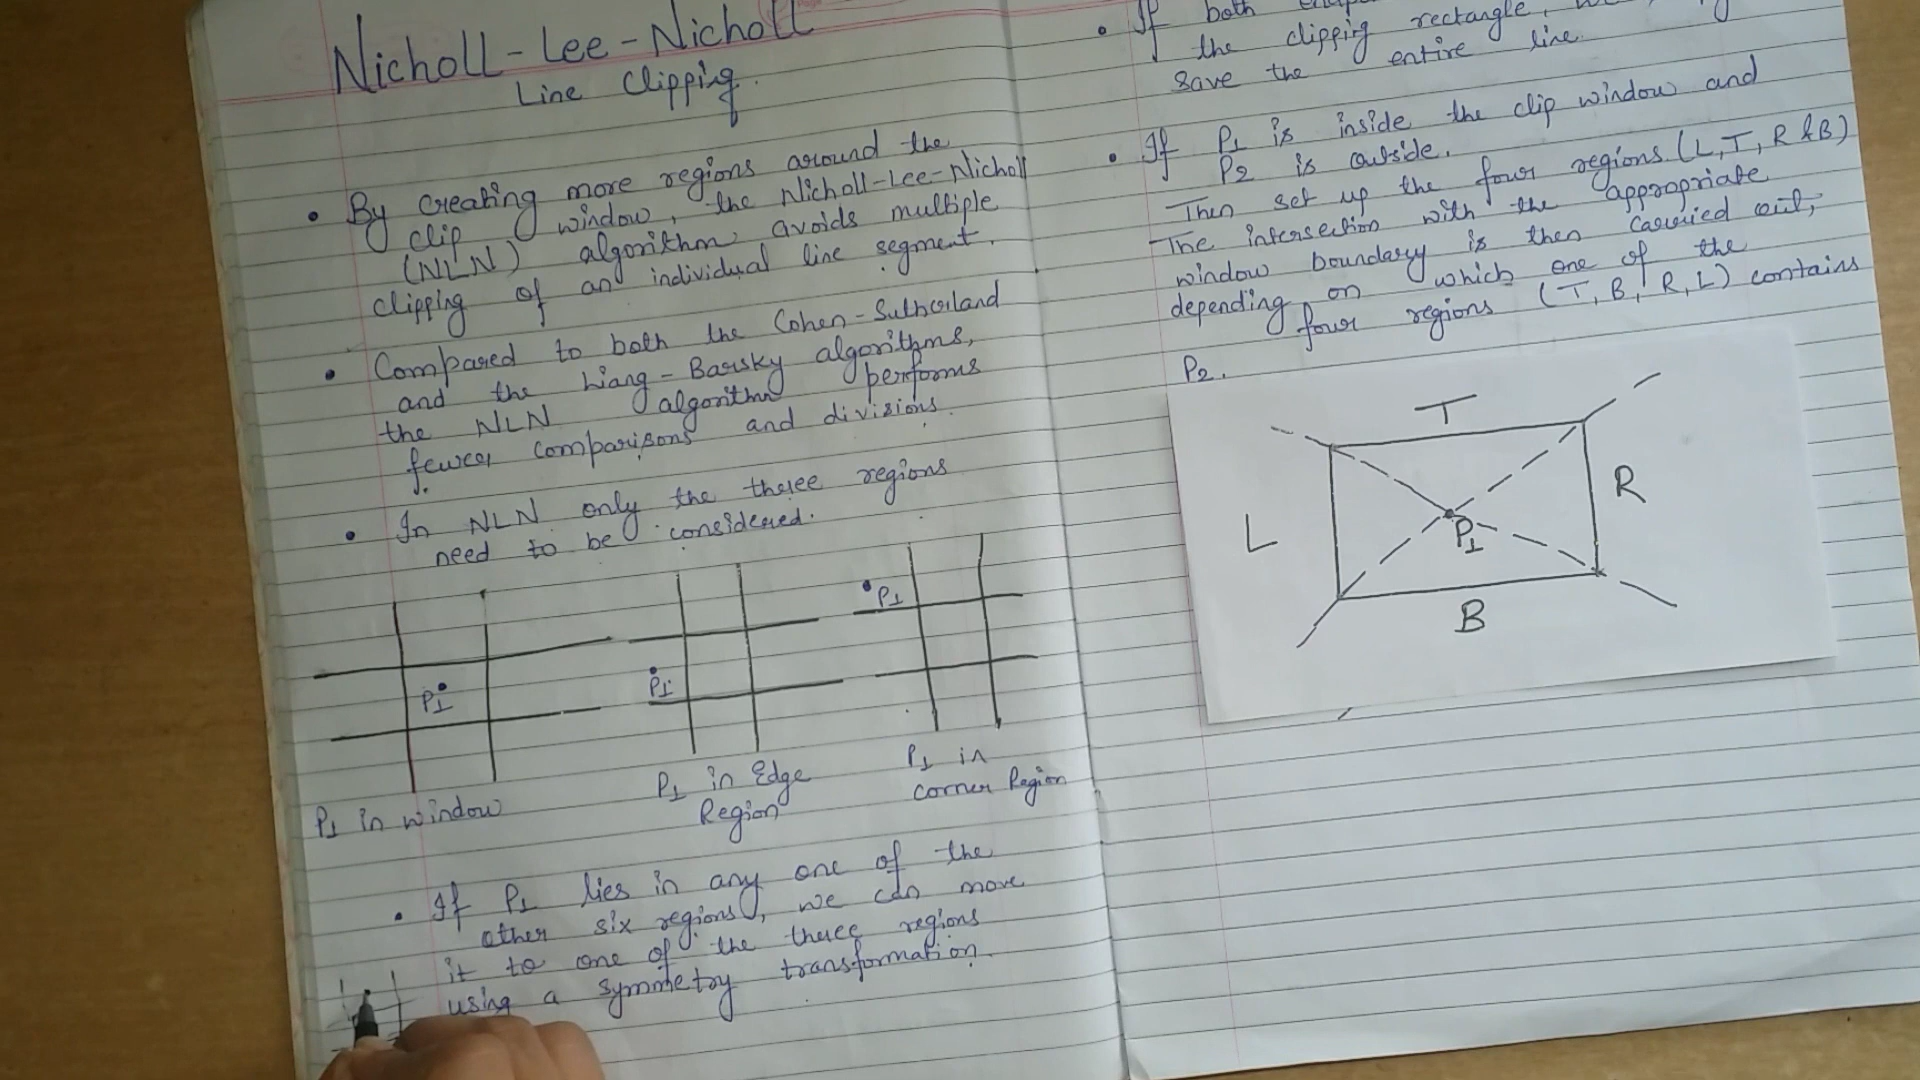 Nicholl-Lee-Nicholl
Line Clipping.
• By creating more regions around the
clip window, the Nicholl-Lee-Nicholl
(NLN) algorithm avoids multiple
clipping of an individual line segment.
• Compared to both the Cohen-Sutherland
and the Liang-Barsky algorithms,
the NLN algorithm performs
fewer comparisons and divisions.
• In NLN only the three regions
need to be considered.
P1
P1
P1
P1 in window
P1 in Edge
Region
P1 in
corner Region
• If P1 lies in any one of the
other six regions, we can move
it to one of the three regions
using a symmetry transformation.
• If both
the clippig rectangle,
save the entire line.
• If P1 is inside the clip window and
P2 is outside.
Then set up the four regions (L, T, R & B)
The intersection with the appropriate
window boundary is then carried out,
depending on which one of the
four regions (T, B, R, L) contains
P2.
T
L
R
P1
B